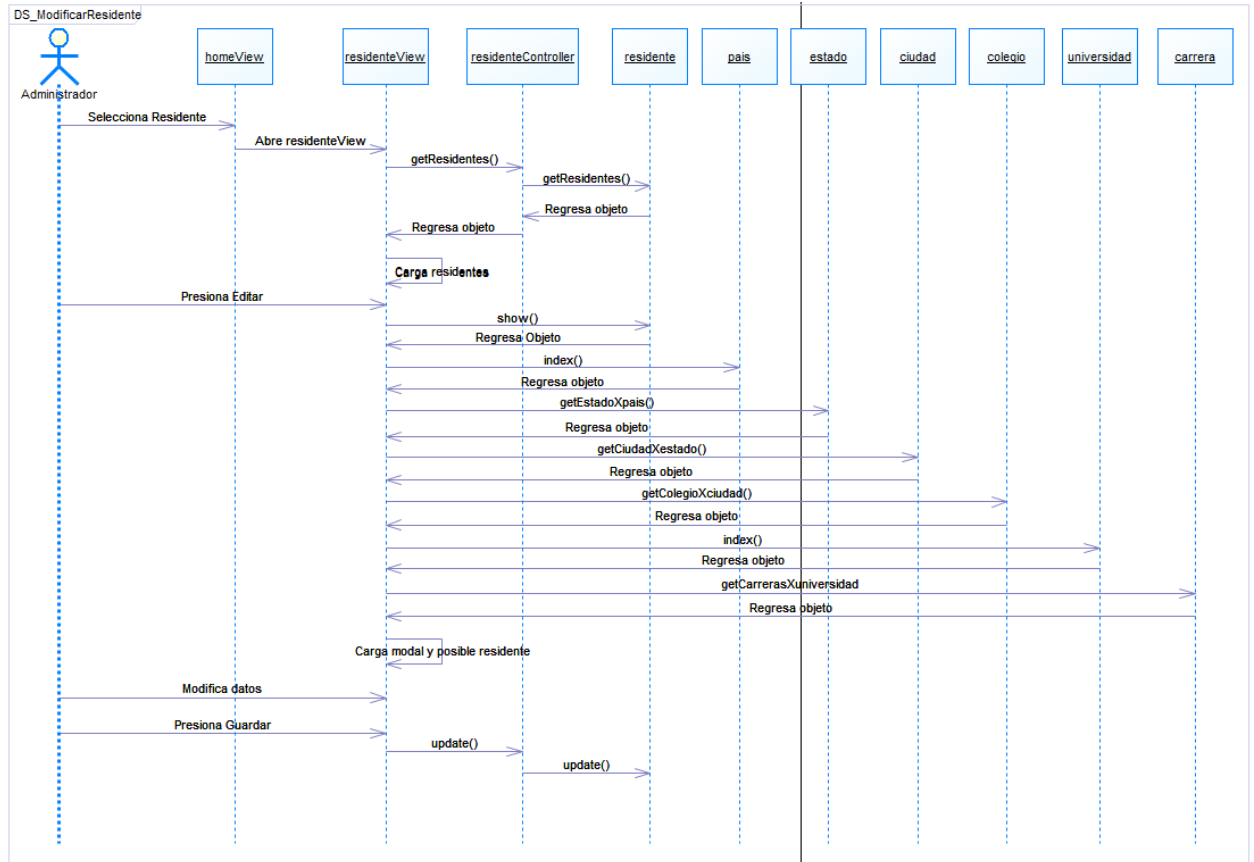 DS_ModificarResidente
homeView
residenteView
residenteController
residente
pais
estado
ciudad
colegio
universidad
carrera
Administrador
Selecciona Residente
Abre residenteView
getResidentes()
getResidentes()
Regresa objeto
Regresa objeto
Carga residentes
Presiona Editar
show()
Regresa Objeto
index()
Regresa objeto
getEstadoXpais()
Regresa objeto
getCiudadXestado()
Regresa objeto
getColegioXciudad()
Regresa objeto
index()
Regresa objeto
getCarrerasXuniversidad
Regresa objeto
Carga modal y posible residente
Modifica datos
Presiona Guardar
update()
update()